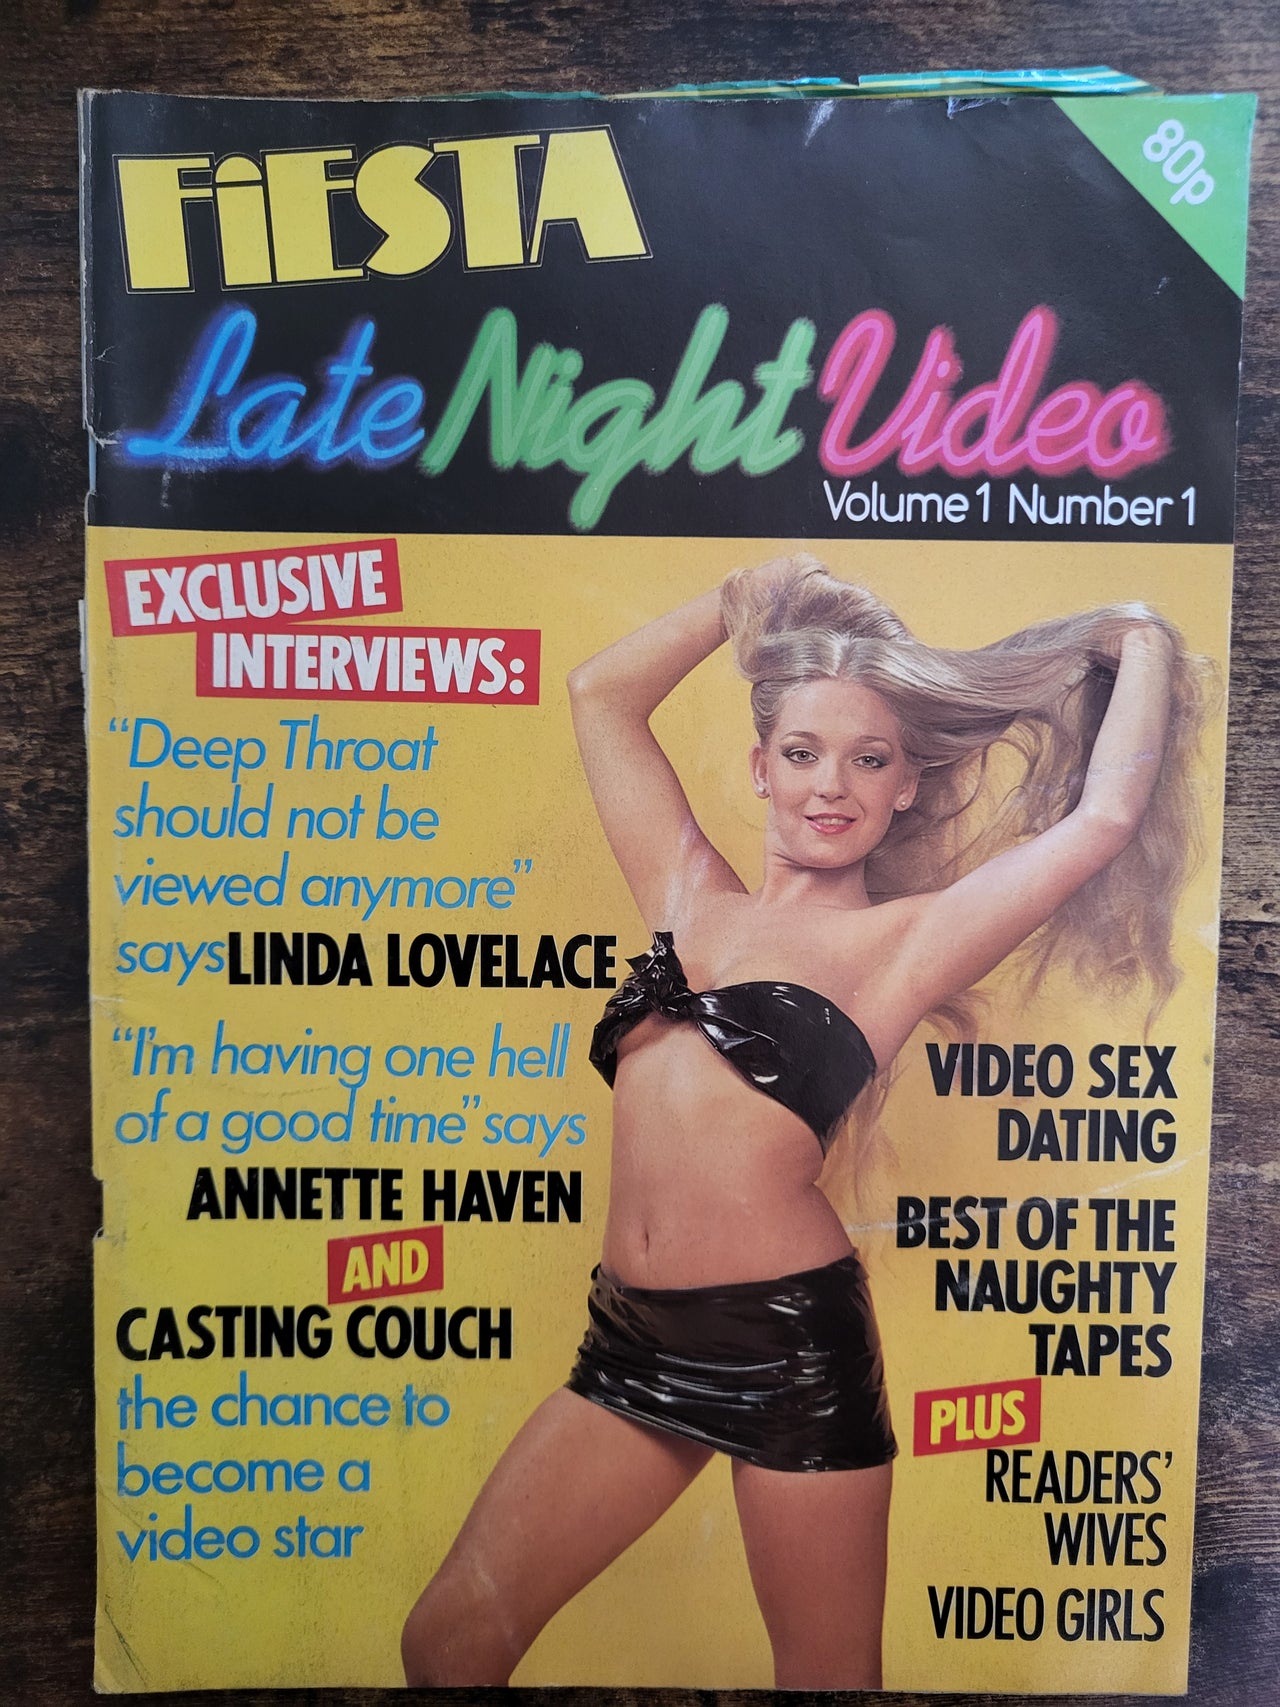 FiESTA
80p
Late Night Video
Volume 1 Number 1
EXCLUSIVE
INTERVIEWS:
“Deep Throat
should not be
viewed anymore”
says LINDA LOVELACE
“I’m having one hell
of a good time” says
ANNETTE HAVEN
AND
CASTING COUCH
the chance to
become a
video star
VIDEO SEX
DATING
BEST OF THE
NAUGHTY
TAPES
PLUS
READERS’
WIVES
VIDEO GIRLS